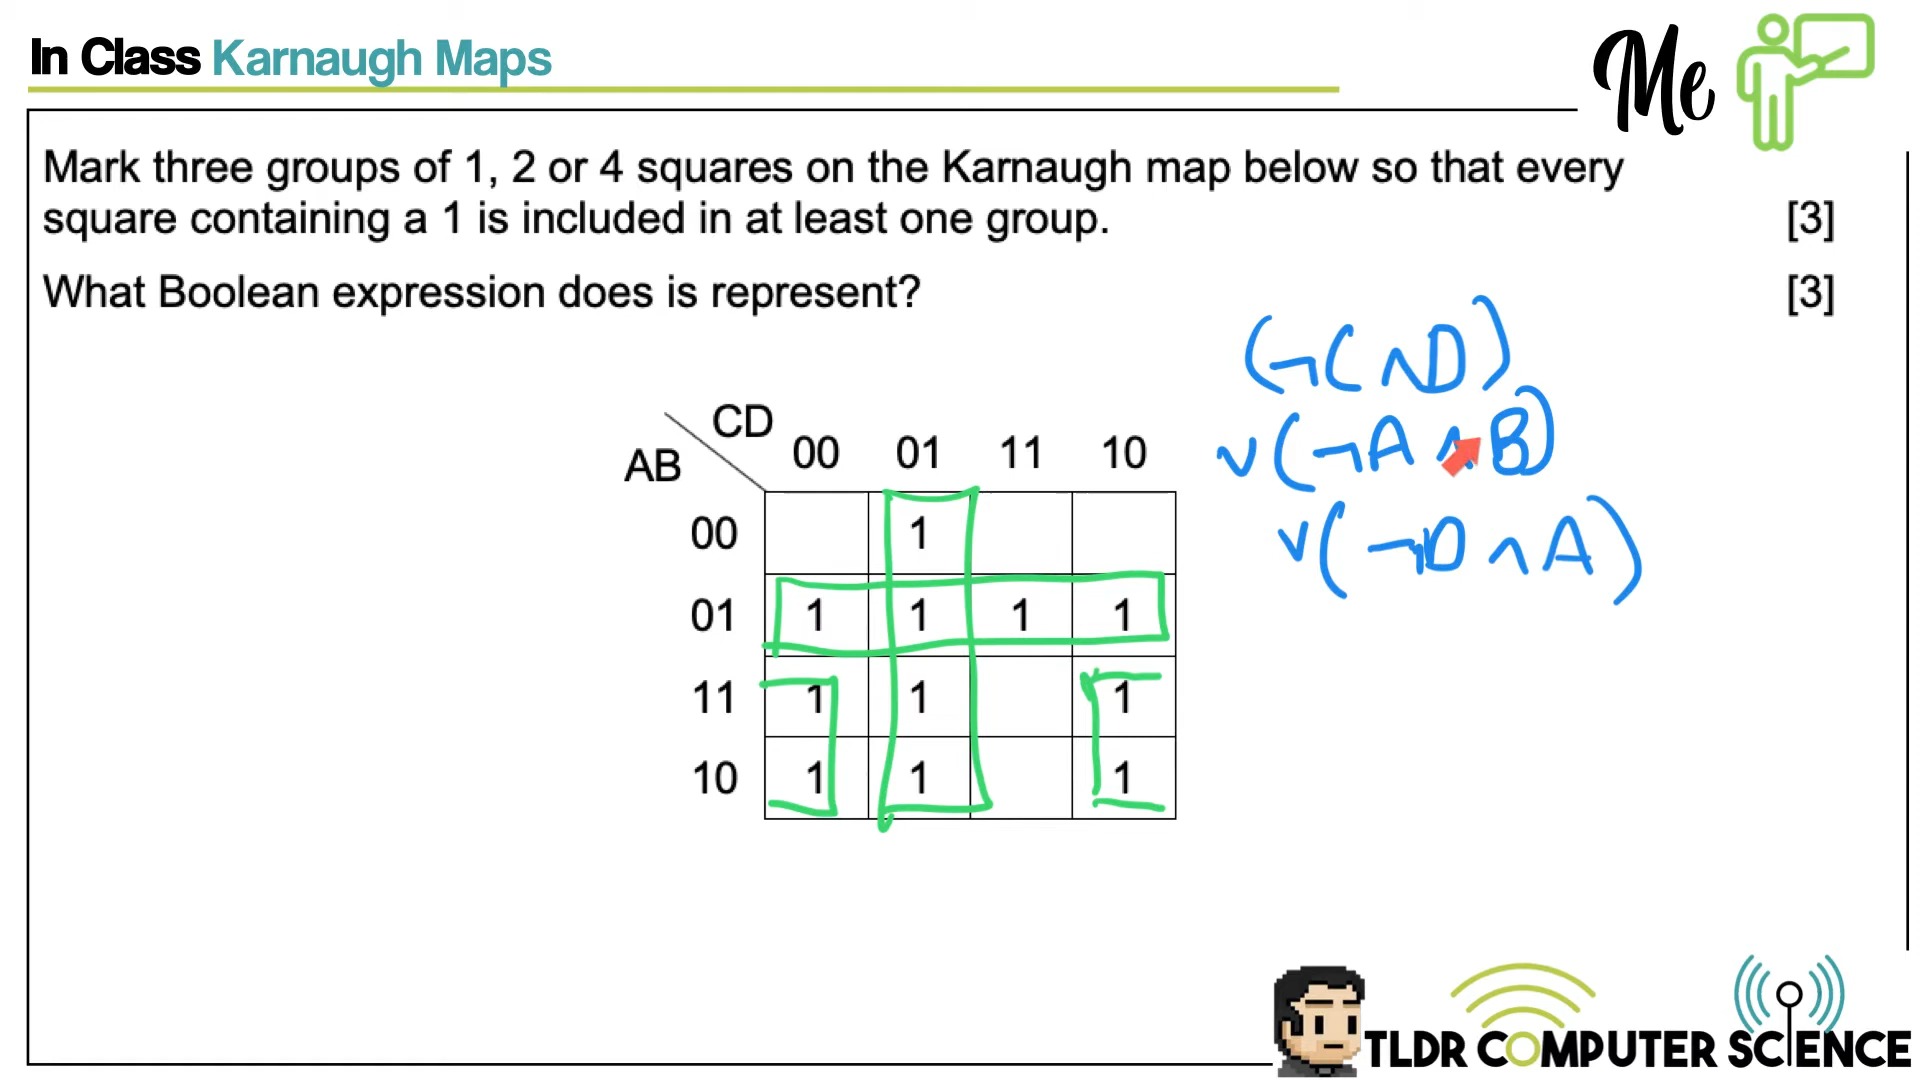 In Class Karnaugh Maps
Me
Mark three groups of 1, 2 or 4 squares on the Karnaugh map below so that every
square containing a 1 is included in at least one group. [3]
What Boolean expression does is represent? [3]
(¬C ∧ D)
∨ (¬A ∧ B)
∨ (¬D ∧ A)
CD
AB
00 01 11 10
00 1
01 1 1 1 1
11 1 1 1
10 1 1 1
TLDR COMPUTER SCIENCE